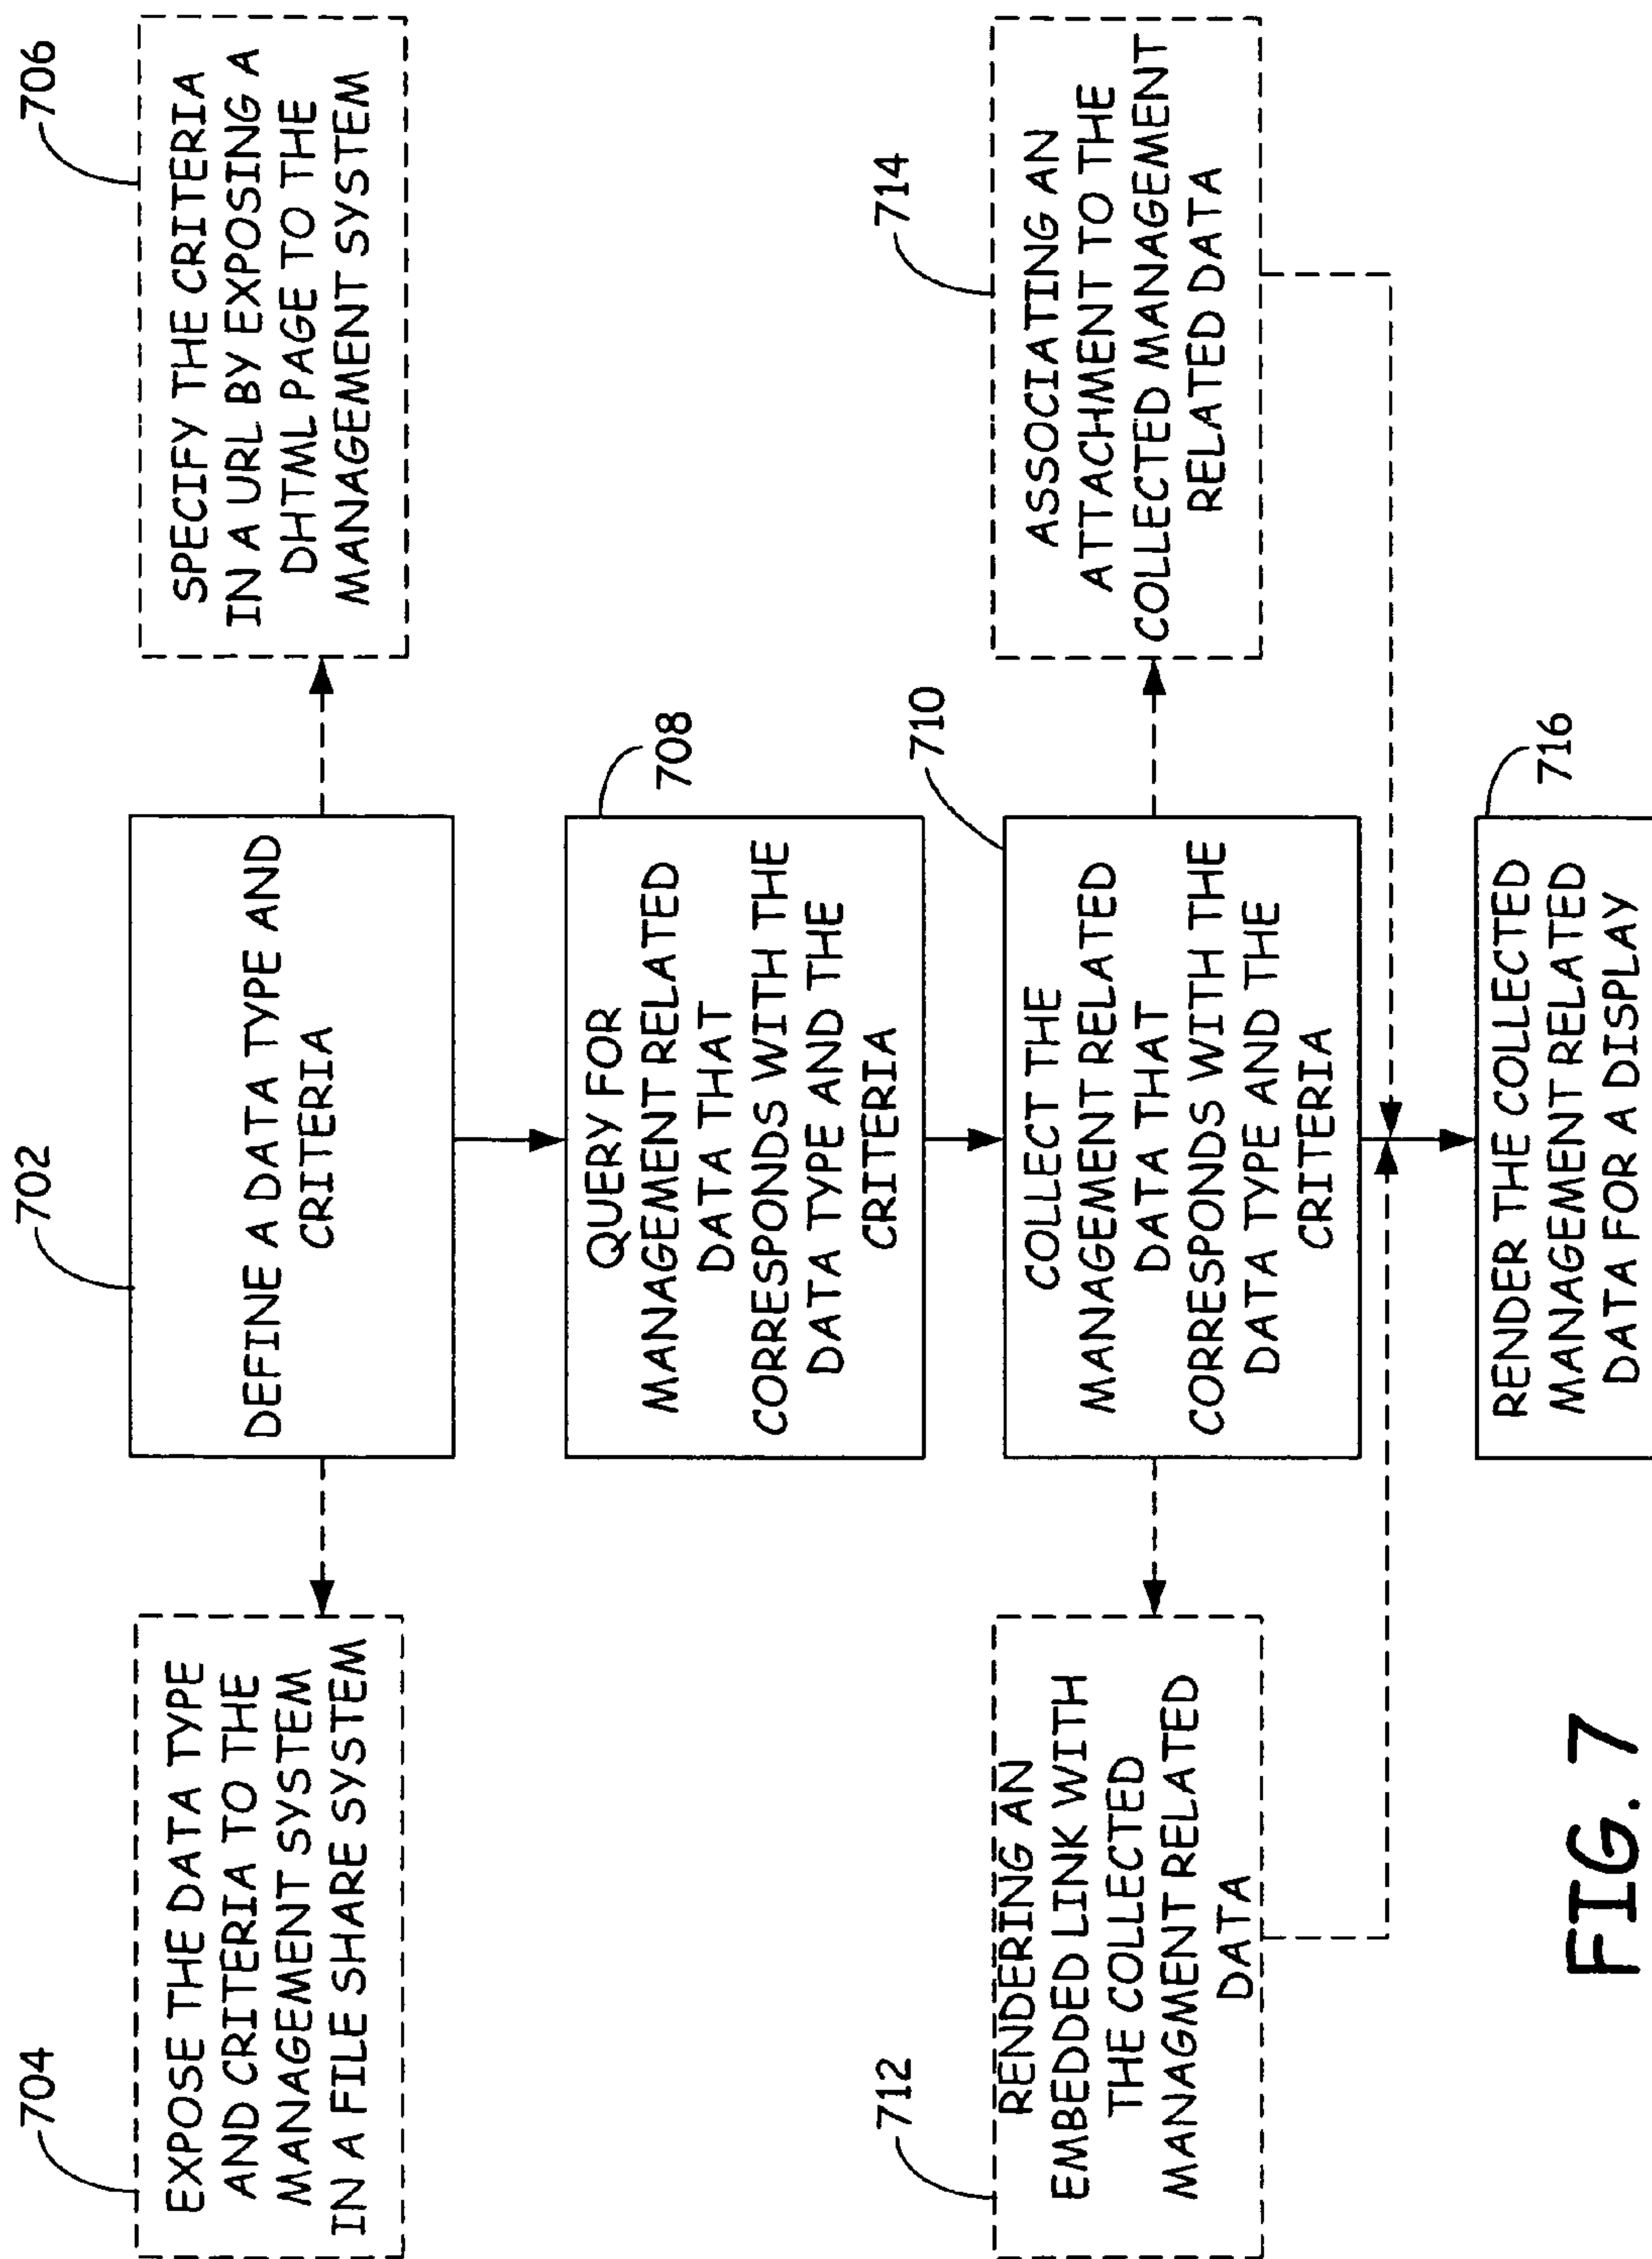 702
DEFINE A DATA TYPE AND
CRITERIA
704
EXPOSE THE DATA TYPE
AND CRITERIA TO THE
MANAGEMENT SYSTEM
IN A FILE SHARE SYSTEM
706
SPECIFY THE CRITERIA
IN A URL BY EXPOSING A
DHTML PAGE TO THE
MANAGEMENT SYSTEM
708
QUERY FOR
MANAGEMENT RELATED
DATA THAT
CORRESPONDS WITH THE
DATA TYPE AND THE
CRITERIA
710
COLLECT THE
MANAGEMENT RELATED
DATA THAT
CORRESPONDS WITH THE
DATA TYPE AND THE
CRITERIA
712
RENDERING AN
EMBEDDED LINK WITH
THE COLLECTED
MANAGMENT RELATED
DATA
714
ASSOCIATING AN
ATTACHMENT TO THE
COLLECTED MANAGEMENT
RELATED DATA
716
RENDER THE COLLECTED
MANAGEMENT RELATED
DATA FOR A DISPLAY
FIG. 7